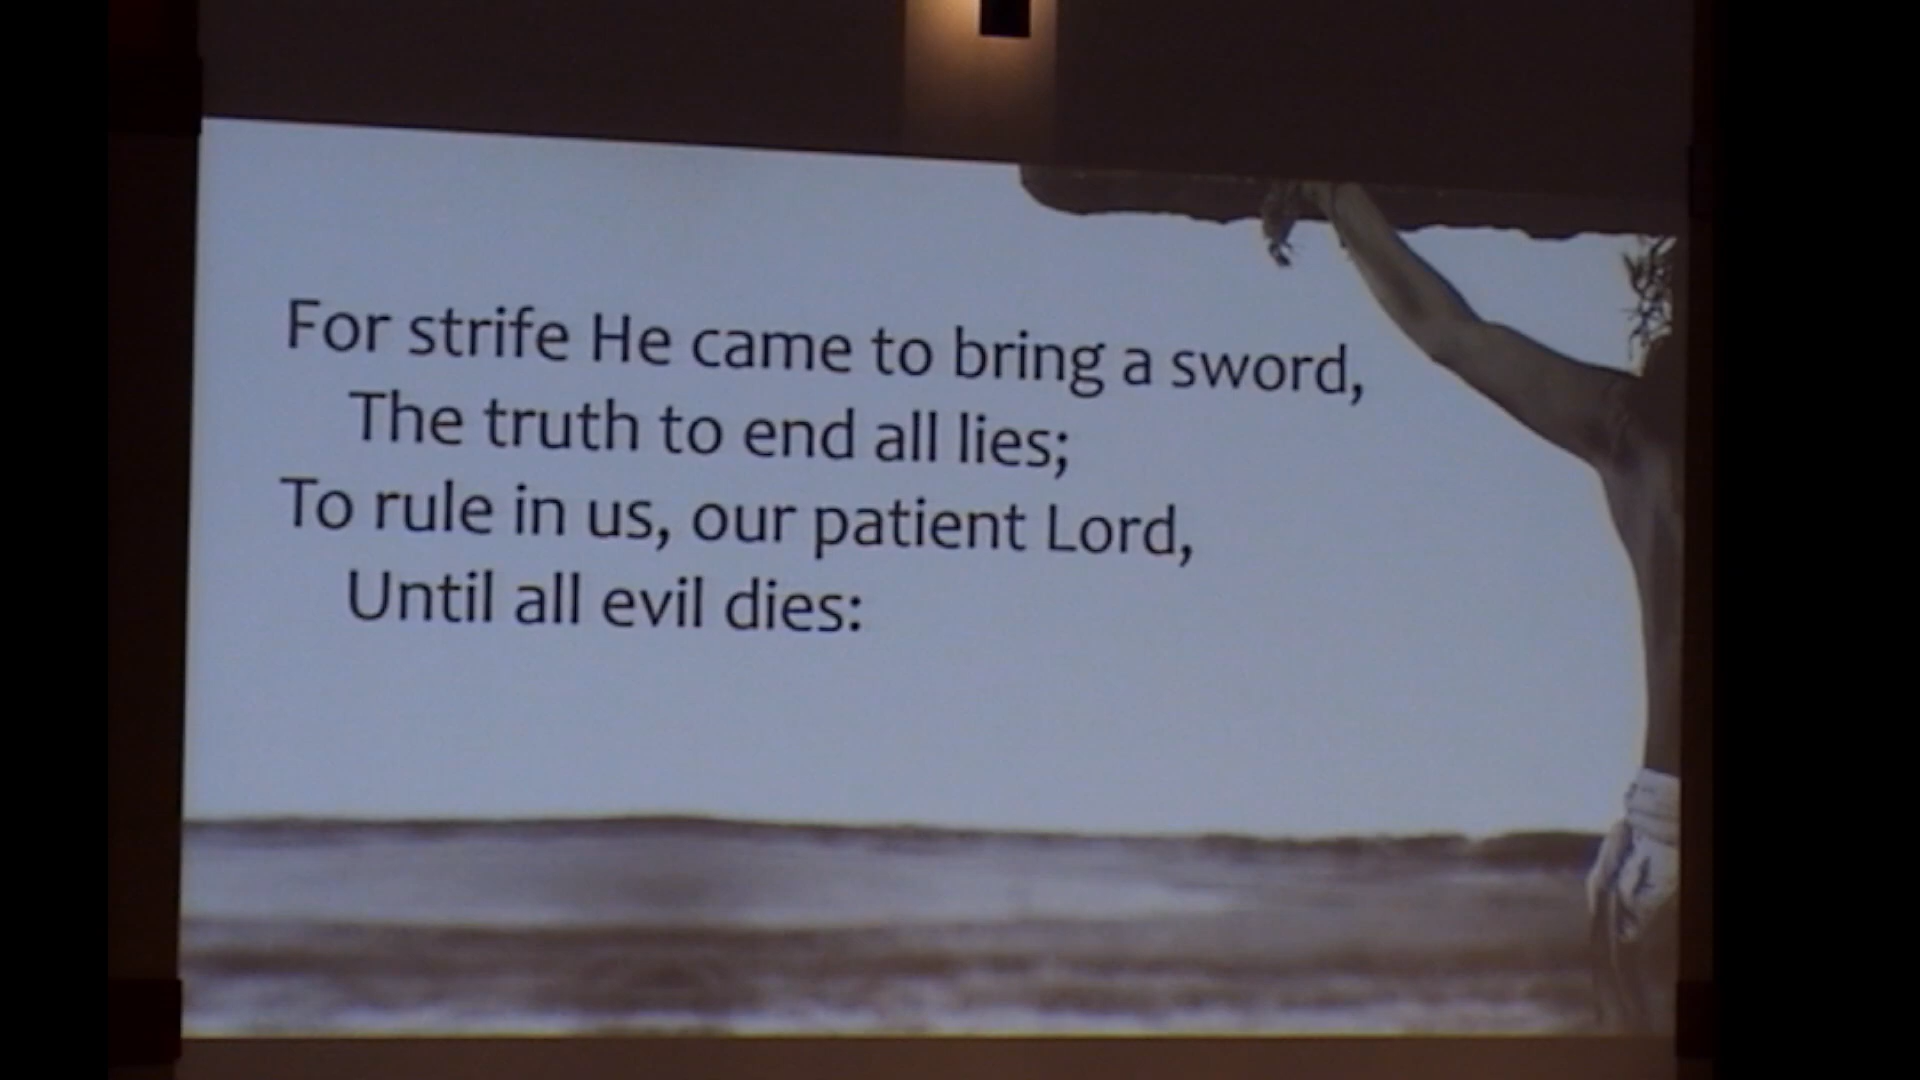 For strife He came to bring a sword,
The truth to end all lies;
To rule in us, our patient Lord,
Until all evil dies: